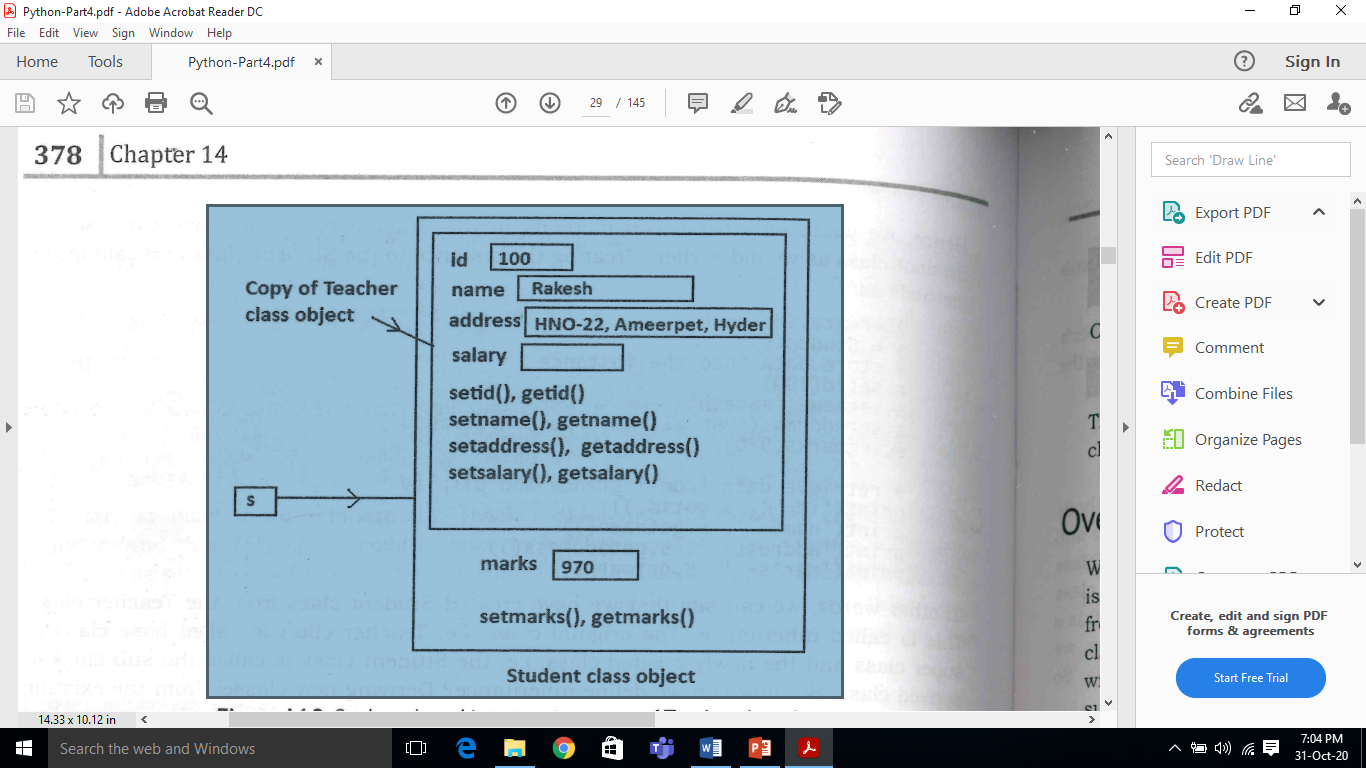 Python-Part4.pdf - Adobe Acrobat Reader DC
File Edit View Sign Window Help
Home Tools Python-Part4.pdf × ? Sign In
29 / 145
378 Chapter 14
Copy of Teacher
class object
id 100
name Rakesh
address HNO-22, Ameerpet, Hyder
salary
setid(), getid()
setname(), getname()
setaddress(), getaddress()
setsalary(), getsalary()
s
marks 970
setmarks(), getmarks()
Student class object
Search 'Draw Line'
Export PDF
Edit PDF
Create PDF
Comment
Combine Files
Organize Pages
Redact
Protect
Create, edit and sign PDF
forms & agreements
Start Free Trial
14.33 x 10.12 in
Search the web and Windows
7:04 PM
31-Oct-20